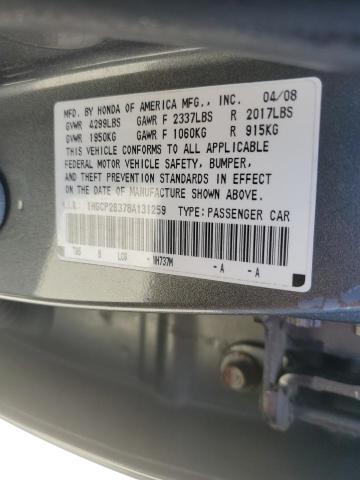 MFD. BY HONDA OF AMERICA MFG., INC. 04/08
GVWR 4299LBS GAWR F 2337LBS R 2017LBS
GVWR 1950KG GAWR F 1060KG R 915KG
THIS VEHICLE CONFORMS TO ALL APPLICABLE
FEDERAL MOTOR VEHICLE SAFETY, BUMPER,
AND THEFT PREVENTION STANDARDS IN EFFECT
ON THE DATE OF MANUFACTURE SHOWN ABOVE.
V.I.N.: 1HGCP26378A131259 TYPE: PASSENGER CAR
NH737M -A -A